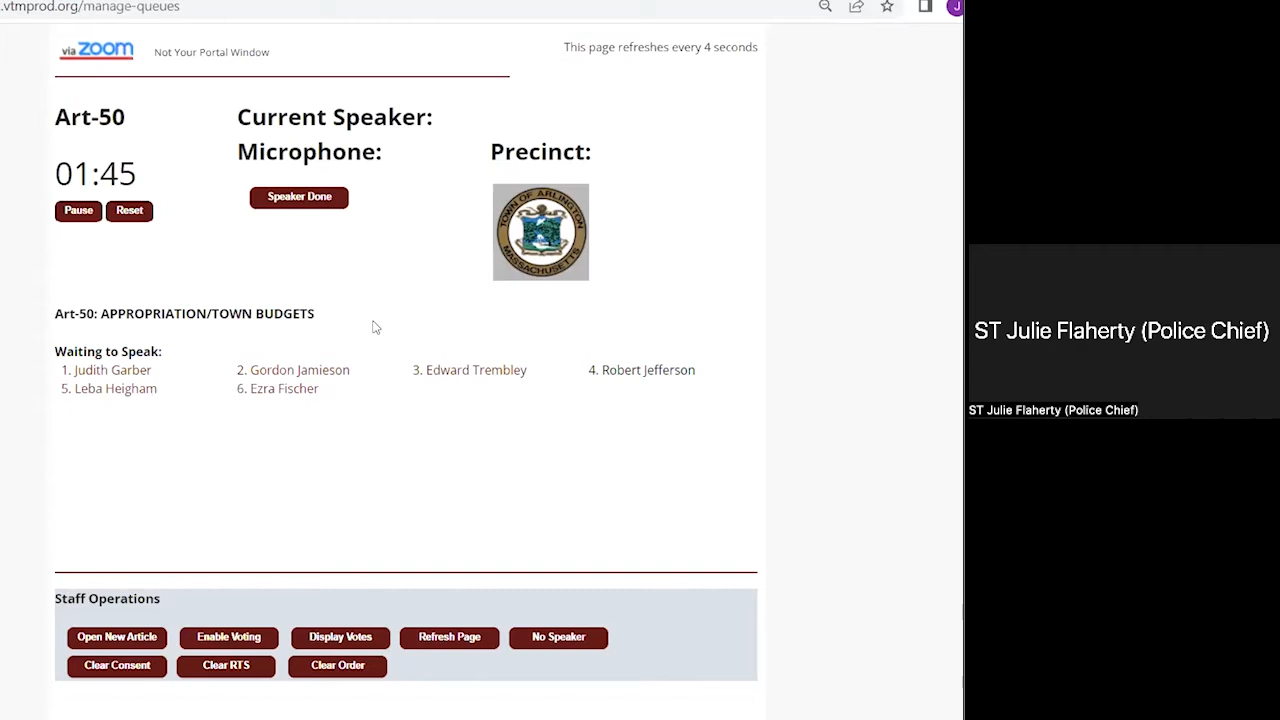 .vtmprod.org/manage-queues
J
via zoom Not Your Portal Window This page refreshes every 4 seconds
Art-50 Current Speaker:
Microphone: Precinct:
01:45
Speaker Done
Pause Reset
TOWN OF ARLINGTON
MASSACHUSETTS
Art-50: APPROPRIATION/TOWN BUDGETS
Waiting to Speak:
1. Judith Garber 2. Gordon Jamieson 3. Edward Trembley 4. Robert Jefferson
5. Leba Heigham 6. Ezra Fischer
Staff Operations
Open New Article Enable Voting Display Votes Refresh Page No Speaker
Clear Consent Clear RTS Clear Order
ST Julie Flaherty (Police Chief)
ST Julie Flaherty (Police Chief)